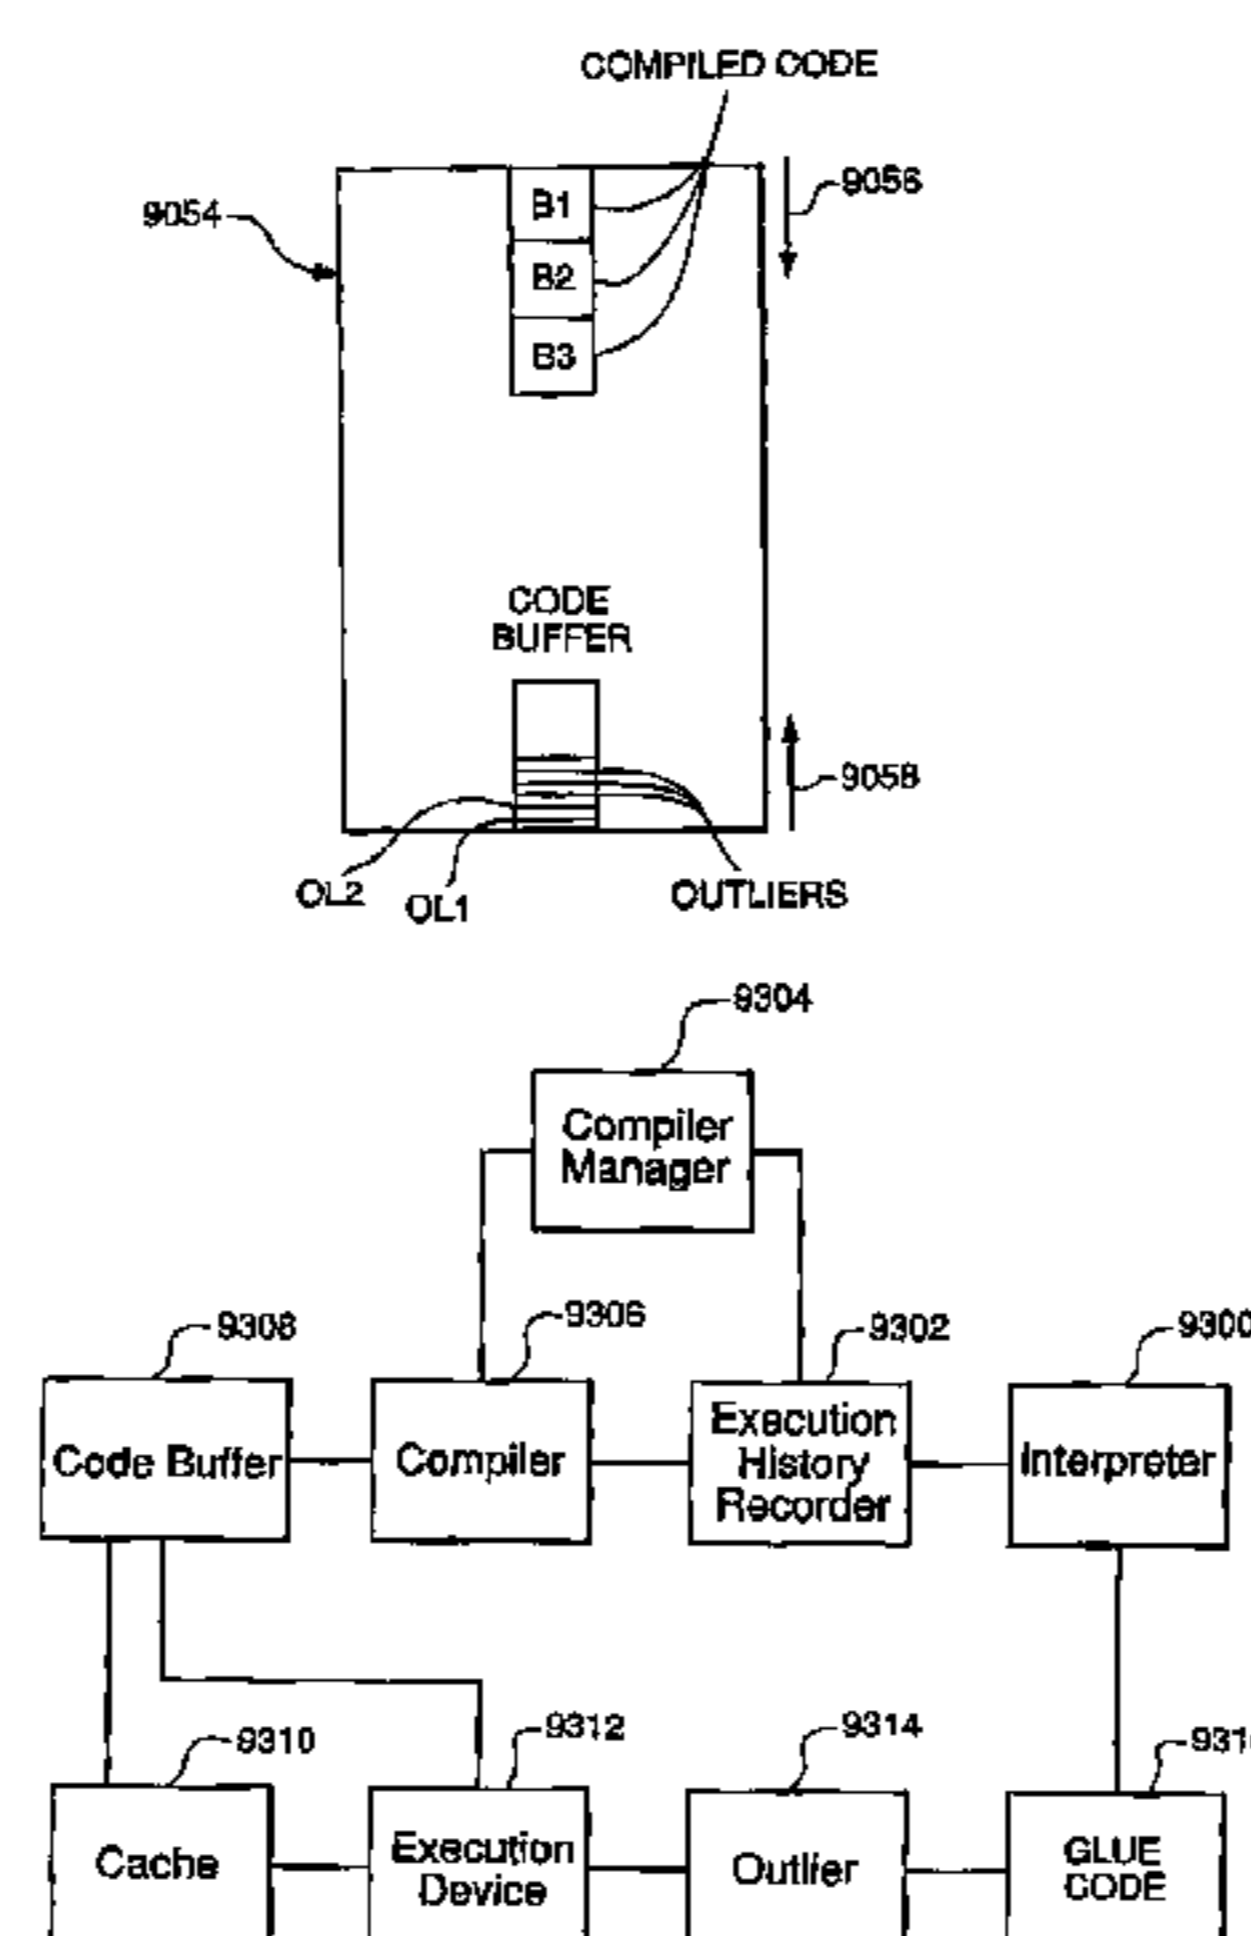 COMPILED CODE
9056
9054
B1
B2
B3
CODE
BUFFER
9058
OL2
OL1
OUTLIERS
9304
Compiler
Manager
9308
9306
9302
9300
Code Buffer
Compiler
Execution
History
Recorder
Interpreter
9310
9312
9314
Cache
Execution
Device
Outlier
GLUE
CODE